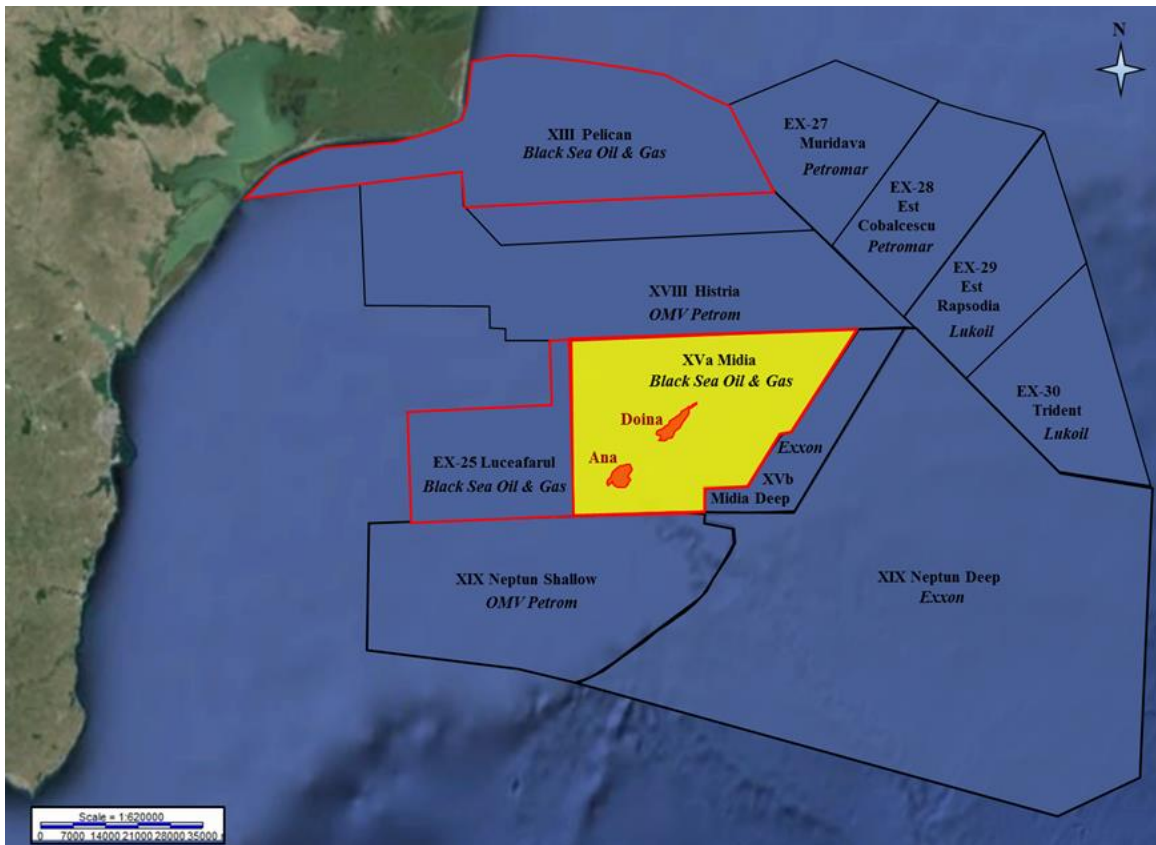 N
XIII Pelican
Black Sea Oil & Gas
EX-27
Muridava
Petromar
EX-28
Est
Cobalcescu
Petromar
EX-29
Est
Rapsodia
Lukoil
EX-30
Trident
Lukoil
XVIII Histria
OMV Petrom
XVa Midia
Black Sea Oil & Gas
Doina
Ana
EX-25 Luceafarul
Black Sea Oil & Gas
Exxon
XVb
Midia Deep
XIX Neptun Shallow
OMV Petrom
XIX Neptun Deep
Exxon
Scale = 1:620000
0 7000 14000 21000 28000 35000